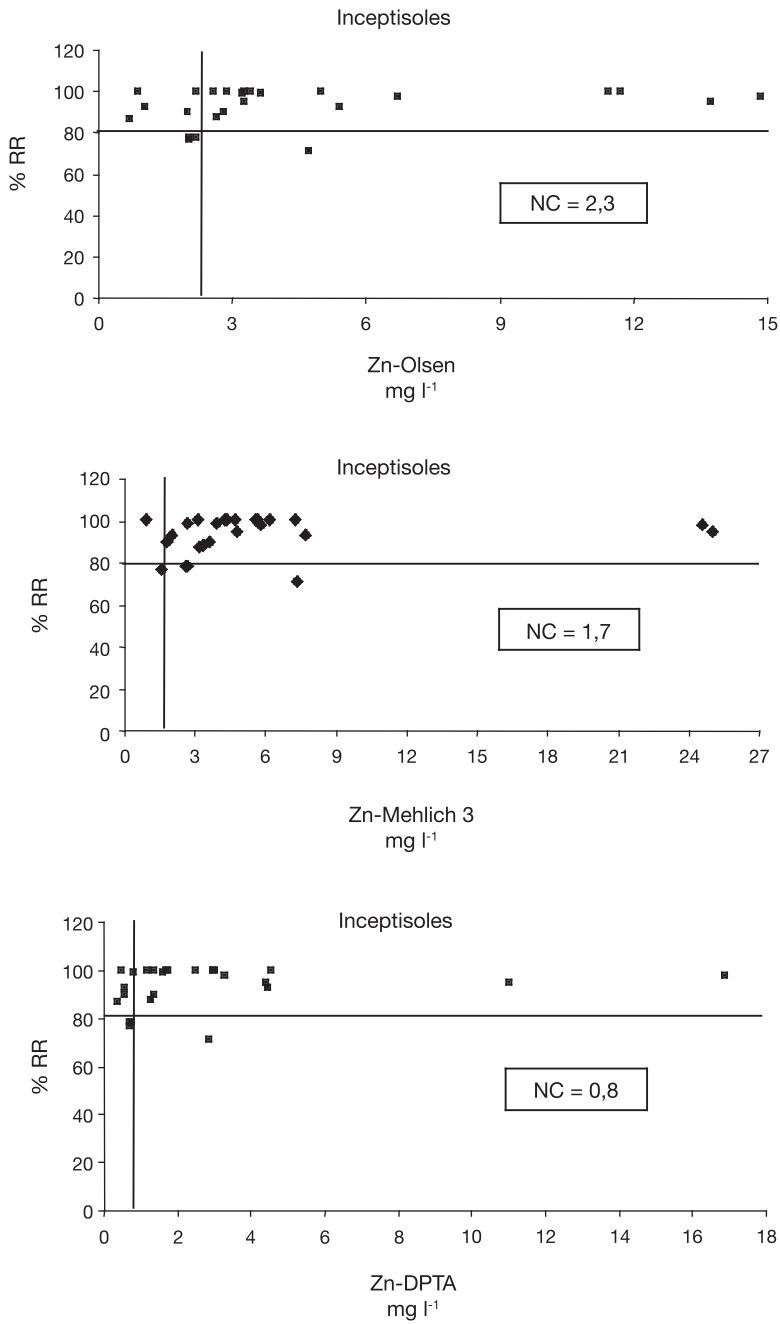 Inceptisoles
120
100
80
60
40
20
0
% RR
NC = 2,3
0 3 6 9 12 15
Zn-Olsen
mg l-1
Inceptisoles
120
100
80
60
40
20
0
% RR
NC = 1,7
0 3 6 9 12 15 18 21 24 27
Zn-Mehlich 3
mg l-1
Inceptisoles
120
100
80
60
40
20
0
% RR
NC = 0,8
0 2 4 6 8 10 12 14 16 18
Zn-DPTA
mg l-1